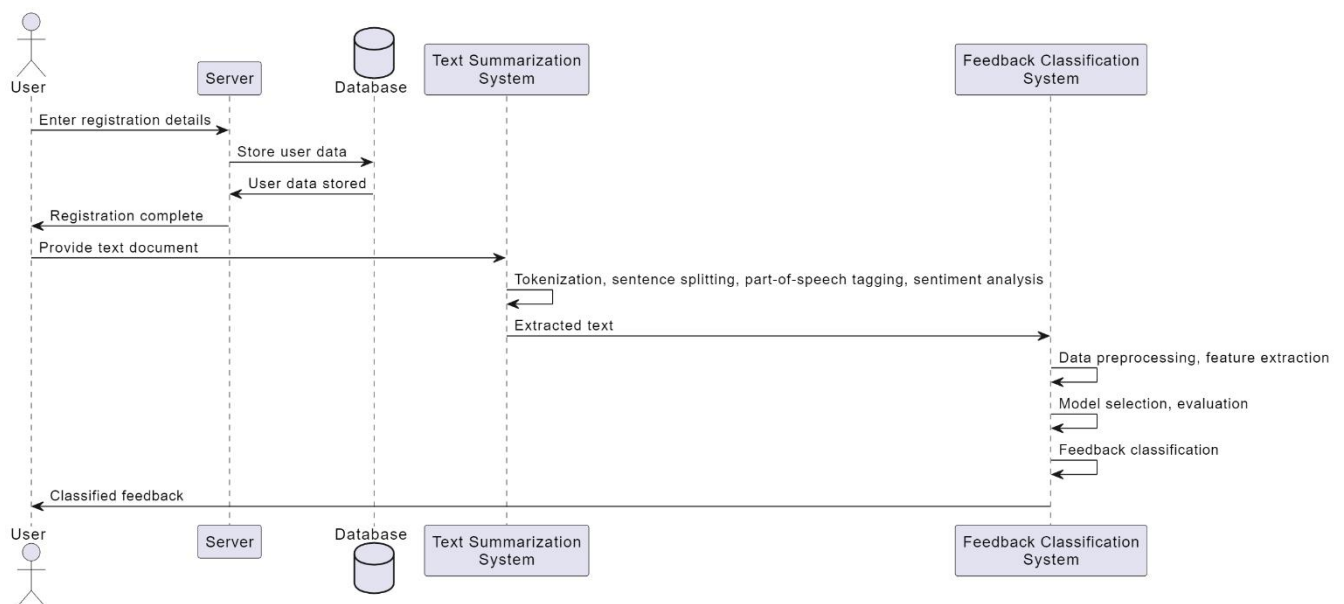 User
Server
Database
Text Summarization
System
Feedback Classification
System
Enter registration details
Store user data
User data stored
Registration complete
Provide text document
Tokenization, sentence splitting, part-of-speech tagging, sentiment analysis
Extracted text
Data preprocessing, feature extraction
Model selection, evaluation
Feedback classification
Classified feedback
User
Server
Database
Text Summarization
System
Feedback Classification
System